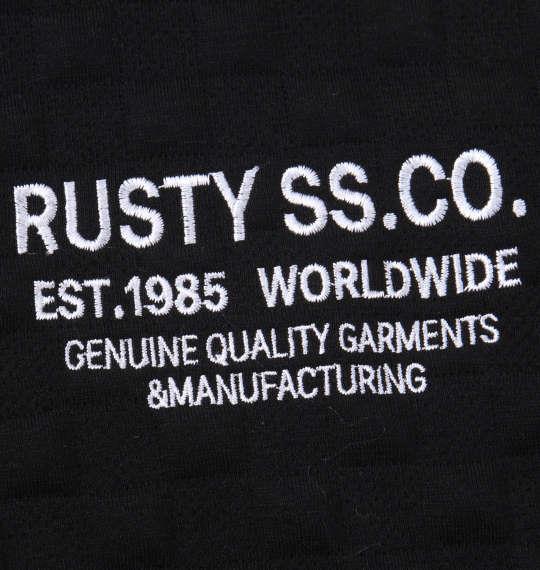 RUSTY SS.CO.
EST.1985 WORLDWIDE
GENUINE QUALITY GARMENTS
&MANUFACTURING